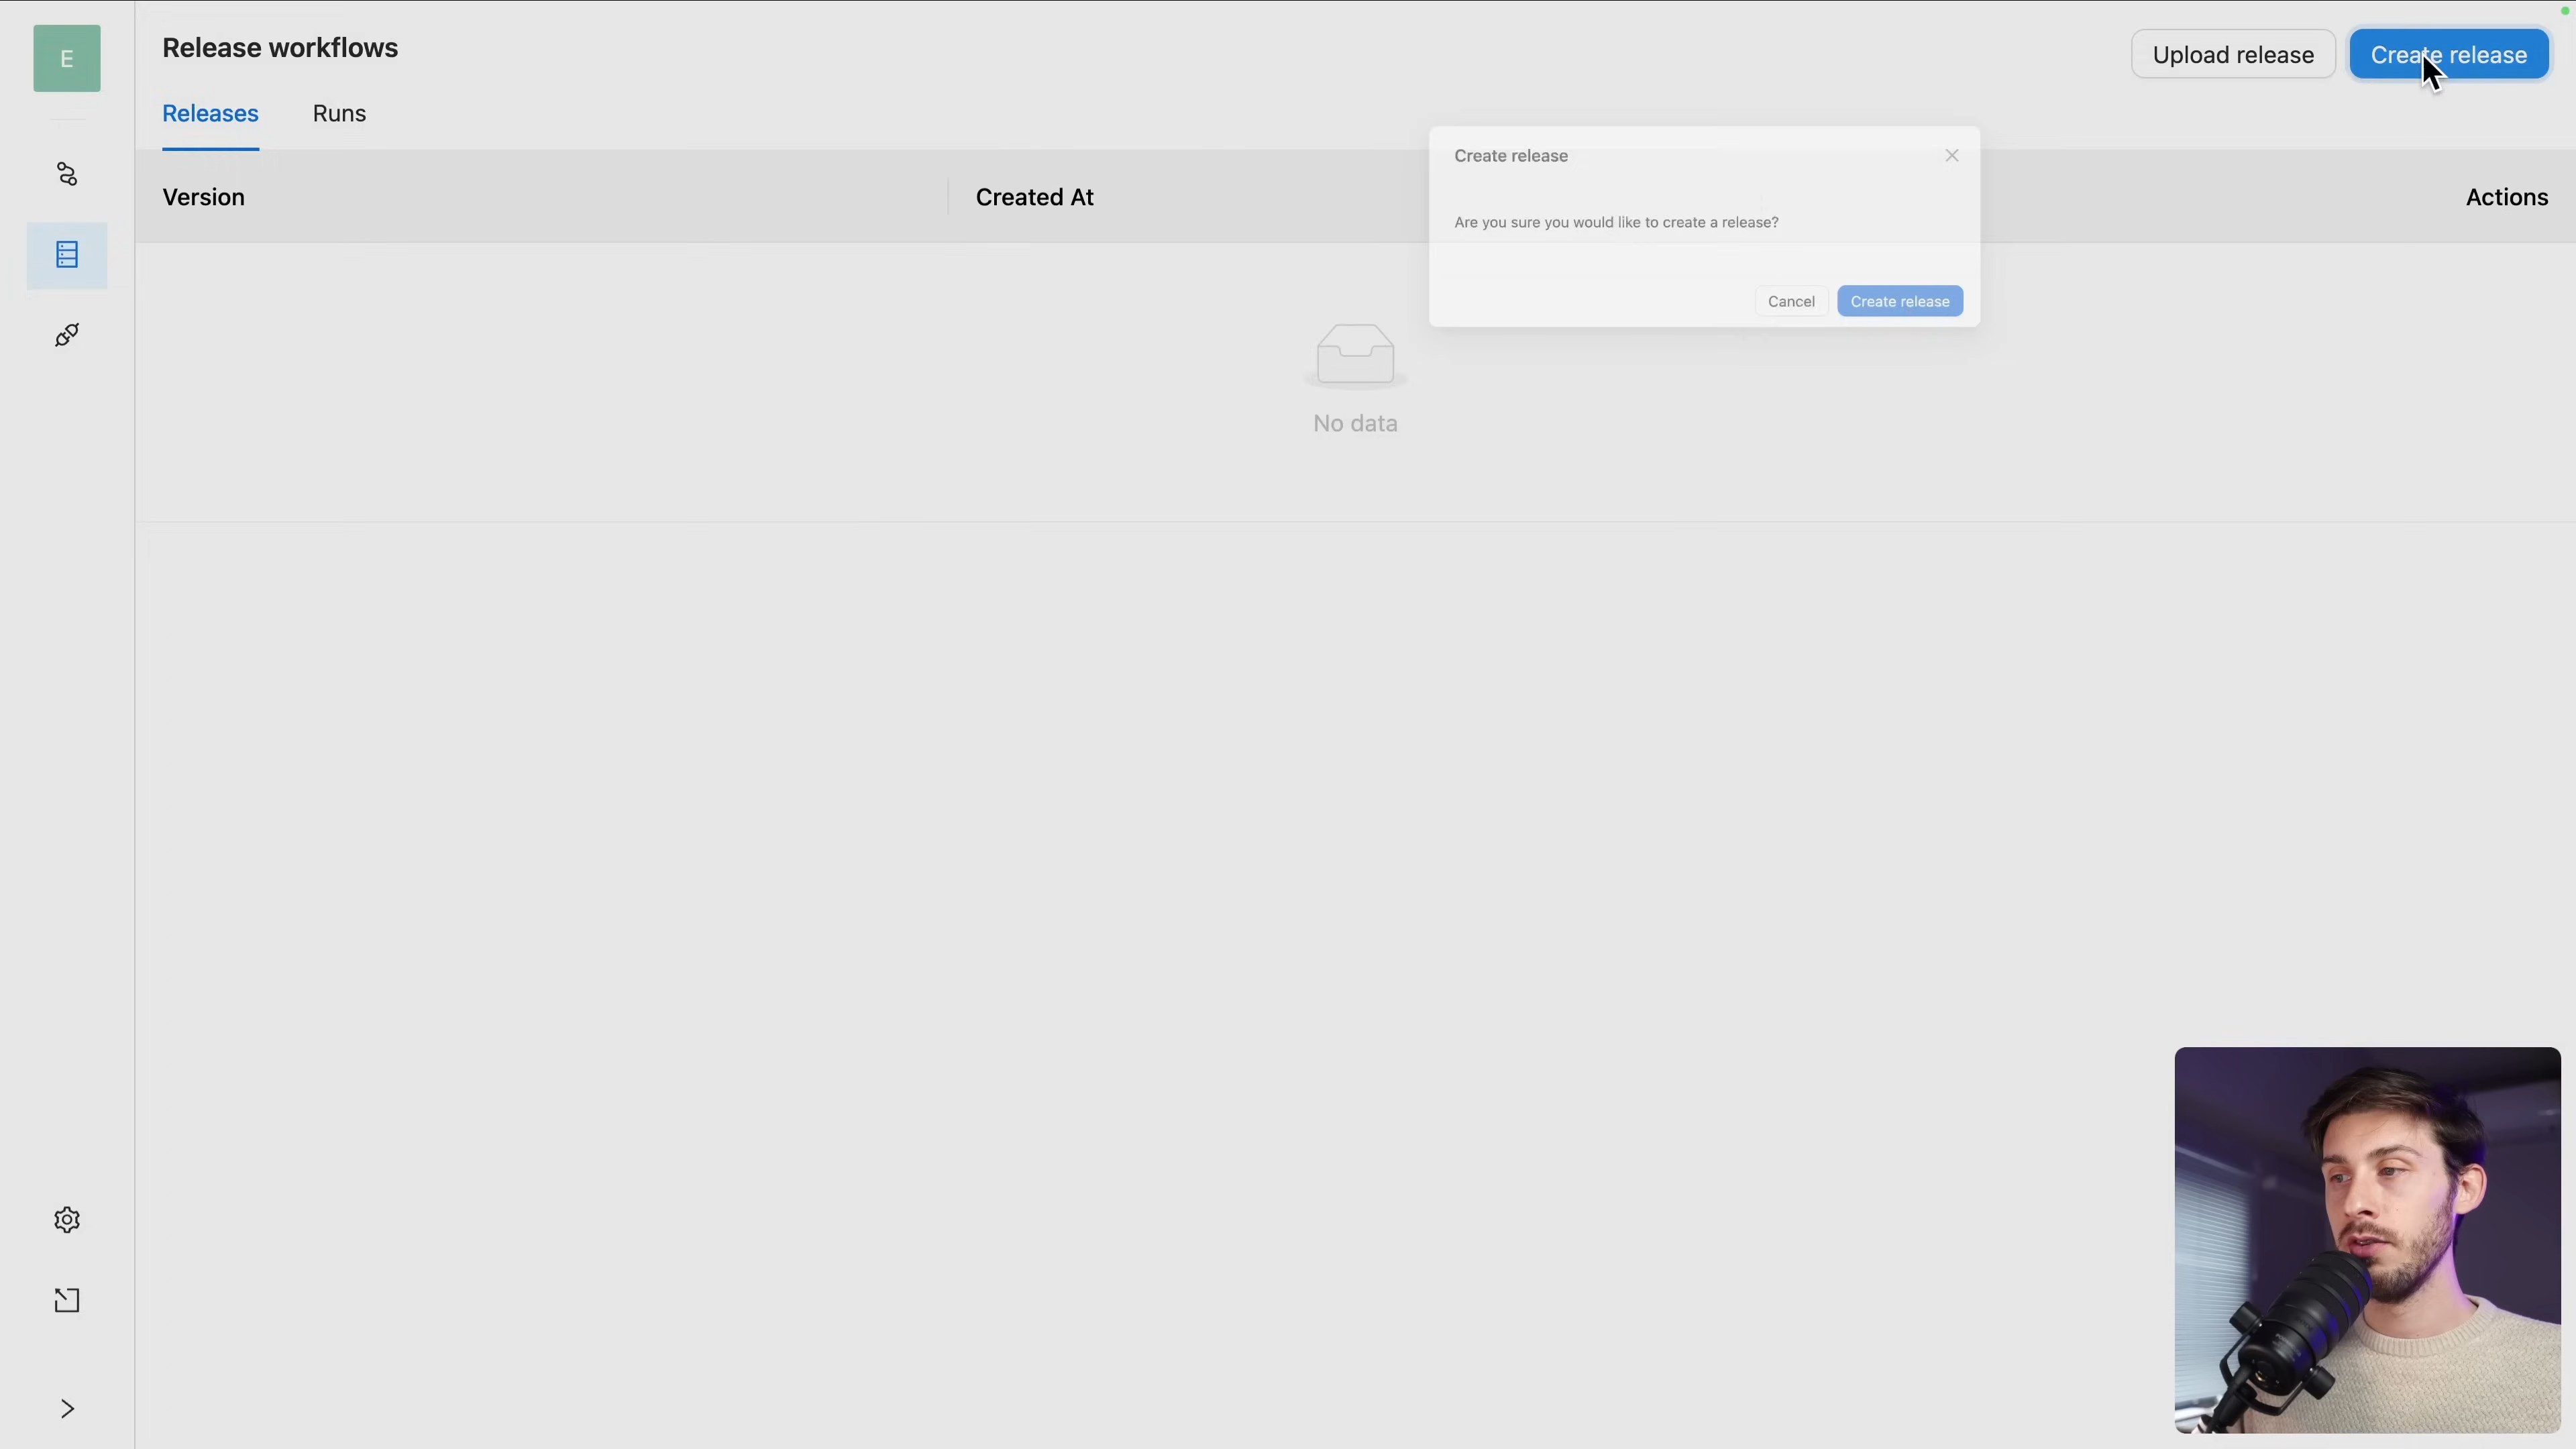 E
Release workflows
Upload release
Create release
Releases
Runs
Version
Created At
Actions
Create release
Are you sure you would like to create a release?
Cancel
Create release
No data